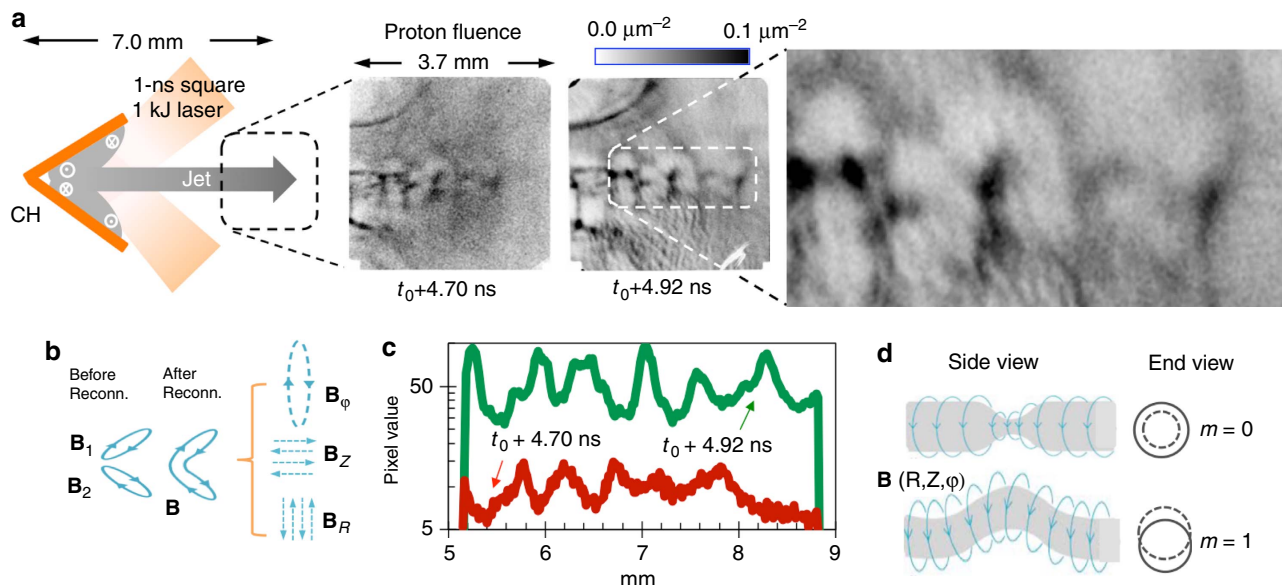 a
7.0 mm
1-ns square
1 kJ laser
Jet
CH
Proton fluence
3.7 mm
0.0 μm⁻²
0.1 μm⁻²
t₀+4.70 ns
t₀+4.92 ns
b
Before
Reconn.
After
Reconn.
B₁
B₂
B
Bφ
B_Z
B_R
c
Pixel value
50
5
t₀ + 4.70 ns
t₀ + 4.92 ns
5
6
7
8
9
mm
d
Side view
End view
m = 0
B (R,Z,φ)
m = 1